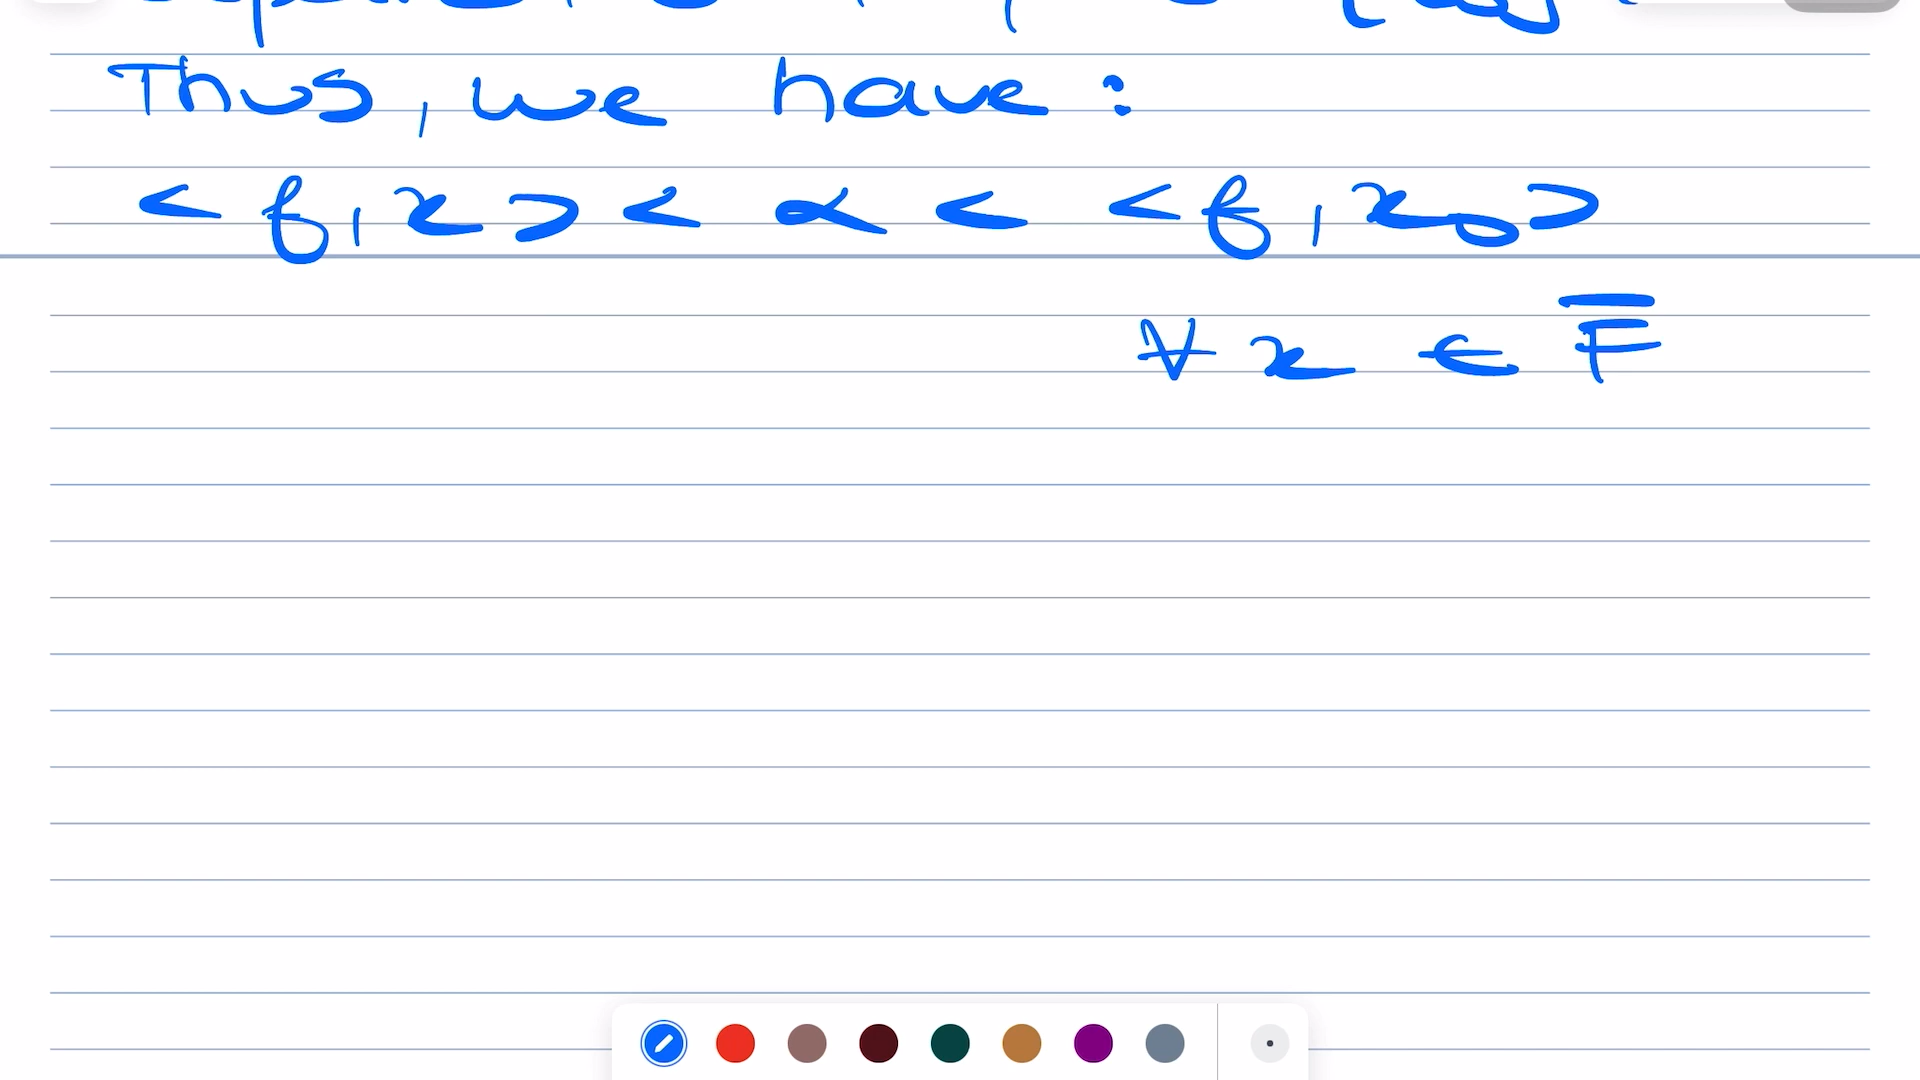 Thus, we have :
< f, x > < α < < f, x₀ >
∀ x ∈ F̅